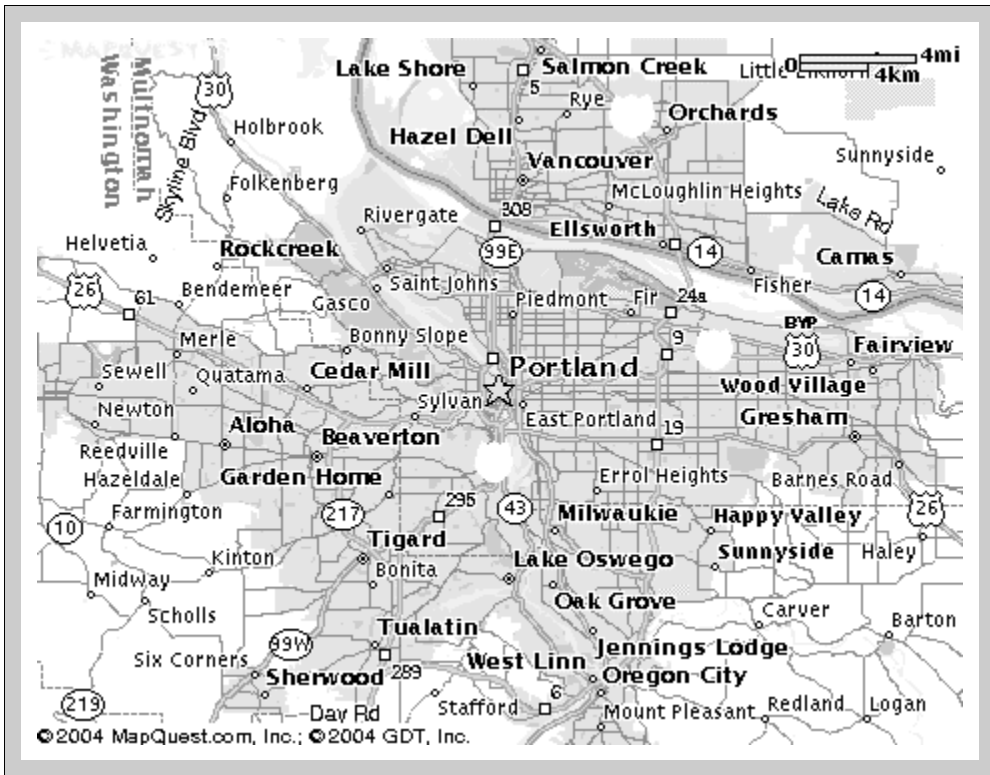 MAPQUEST
0 4mi
4km
Lake Shore
Salmon Creek
5
30
Rye
Multnomah
Washington
Orchards
Holbrook
Hazel Dell
Skyline Blvd
Vancouver
Sunnyside
Folkenberg
McLoughlin Heights
Lake Rd
308
Rivergate
Ellsworth
Helvetia
Rockcreek
99E
14
Camas
Saint Johns
Fisher
26
61
Bendemeer
Gasco
Piedmont
Fir
24a
14
Merle
Bonny Slope
9
BYP
30
Fairview
Sewell
Quatama
Cedar Mill
Portland
Wood Village
Newton
Sylvan
East Portland
Gresham
Aloha
Beaverton
19
Reedville
Hazeldale
Garden Home
Errol Heights
Barnes Road
295
43
26
Farmington
217
Milwaukie
Happy Valley
10
Tigard
Kinton
Lake Oswego
Sunnyside
Haley
Midway
Bonita
Scholls
Oak Grove
Carver
Barton
Tualatin
99W
Jennings Lodge
Six Corners
West Linn
Sherwood
289
Oregon City
6
219
Stafford
Day Rd
Mount Pleasant
Redland
Logan
©2004 MapQuest.com, Inc.; ©2004 GDT, Inc.